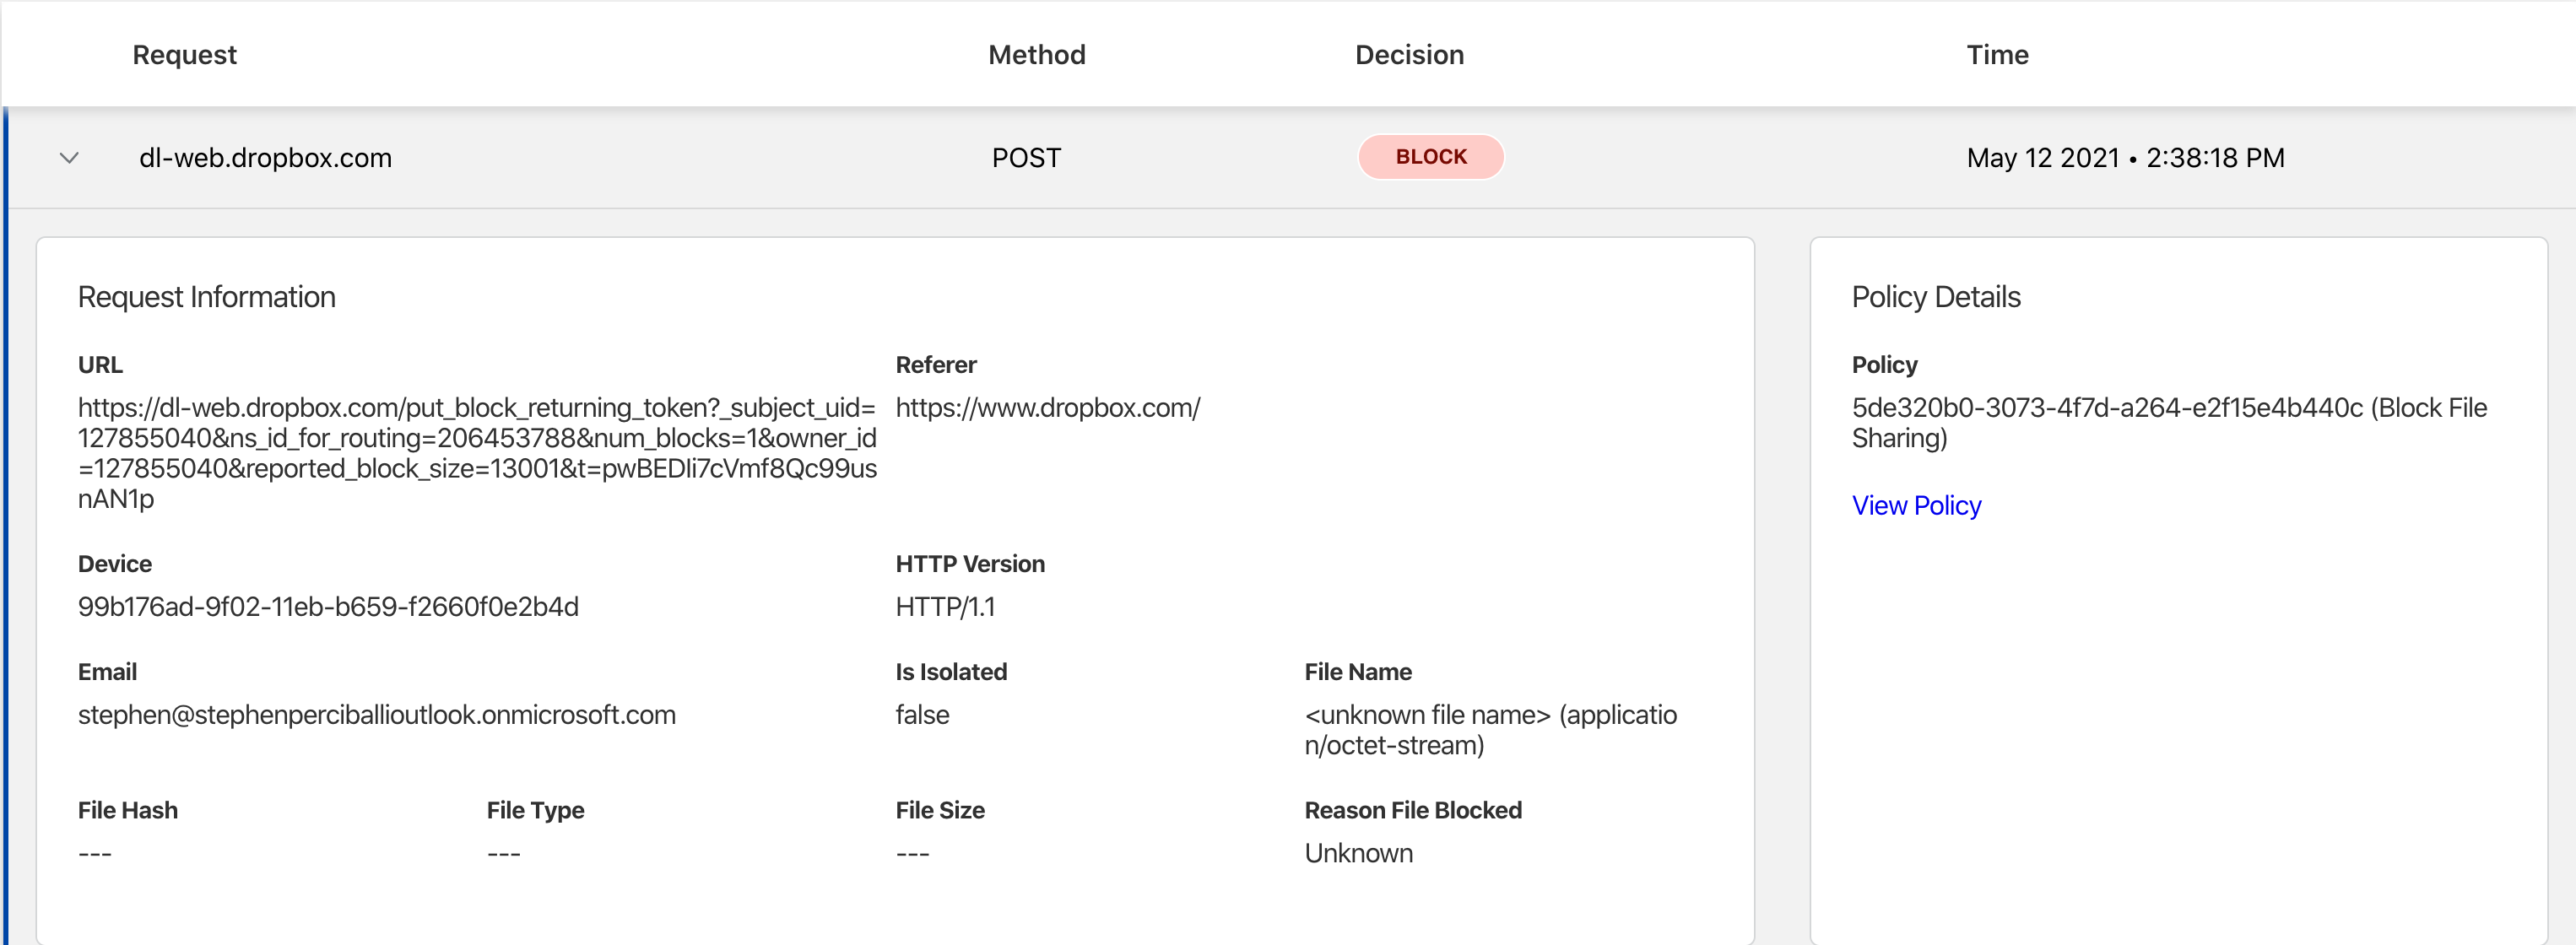 Request Method Decision Time
dl-web.dropbox.com POST BLOCK May 12 2021 • 2:38:18 PM
Request Information
URL
https://dl-web.dropbox.com/put_block_returning_token?_subject_uid=
127855040&ns_id_for_routing=206453788&num_blocks=1&owner_id
=127855040&reported_block_size=13001&t=pwBEDIi7cVmf8Qc99us
nAN1p
Referer
https://www.dropbox.com/
Device
99b176ad-9f02-11eb-b659-f2660f0e2b4d
HTTP Version
HTTP/1.1
Email
stephen@stephenperciballioutlook.onmicrosoft.com
Is Isolated
false
File Name
<unknown file name> (applicatio
n/octet-stream)
File Hash
---
File Type
---
File Size
---
Reason File Blocked
Unknown
Policy Details
Policy
5de320b0-3073-4f7d-a264-e2f15e4b440c (Block File
Sharing)
View Policy